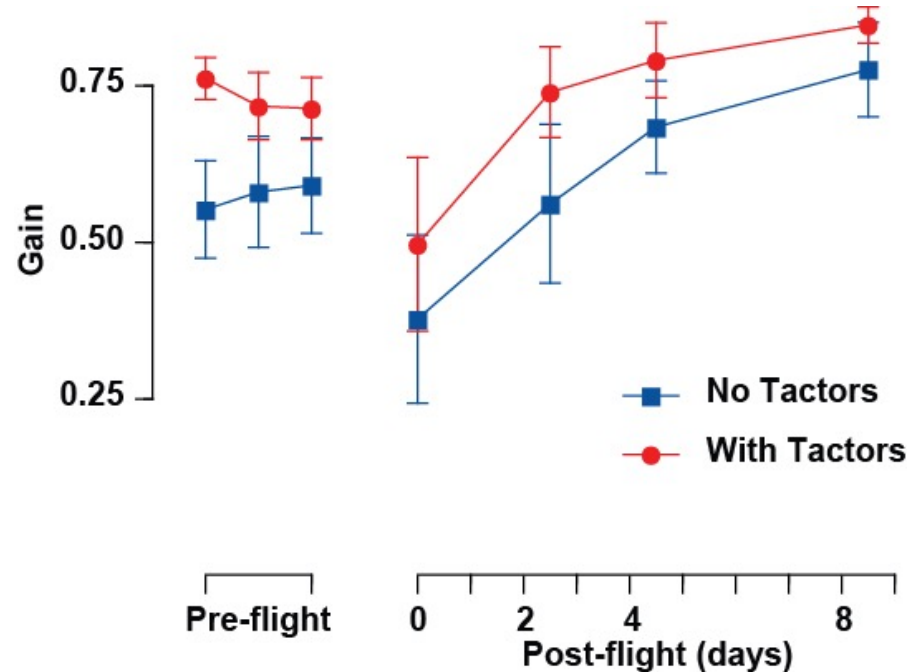 0.75
0.50
0.25
Gain
No Tactors
With Tactors
Pre-flight
0 2 4 8
Post-flight (days)